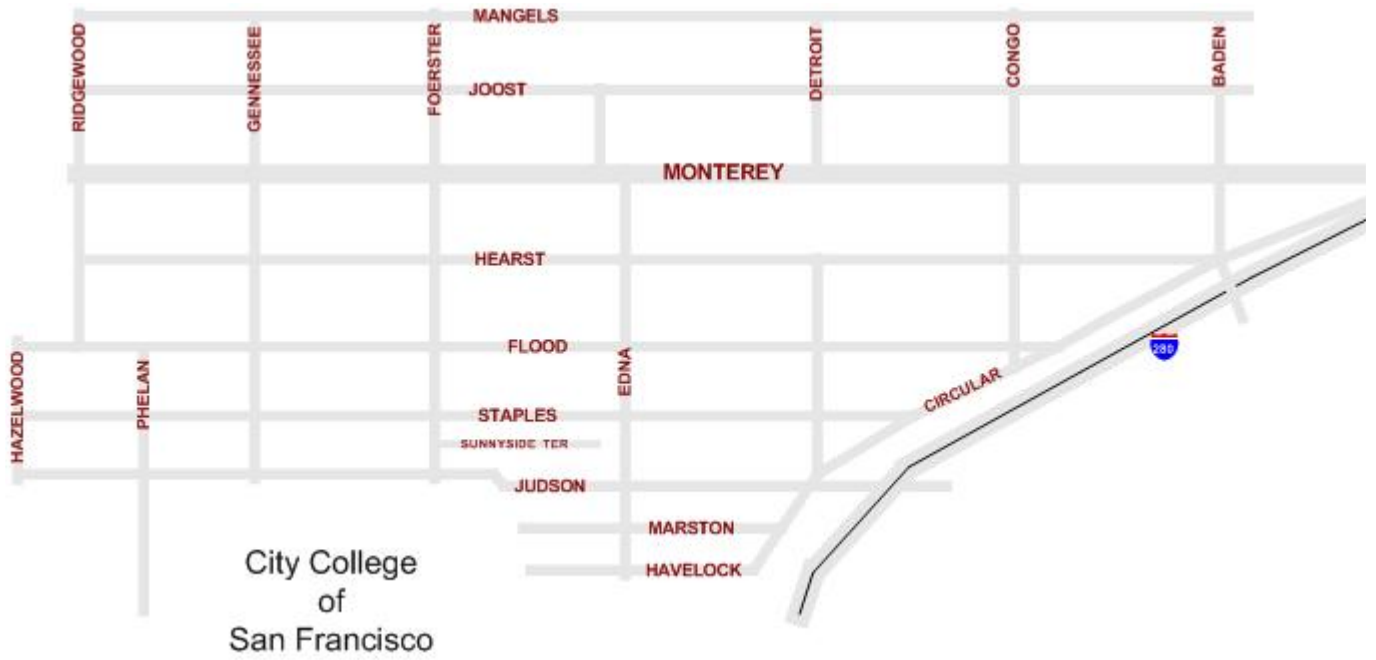 MANGELS
RIDGEWOOD
GENNESSEE
FOERSTER
DETROIT
CONGO
BADEN
JOOST
MONTEREY
HEARST
FLOOD
HAZELWOOD
PHELAN
EDNA
280
CIRCULAR
STAPLES
SUNNYSIDE TER
JUDSON
MARSTON
HAVELOCK
City College
of
San Francisco